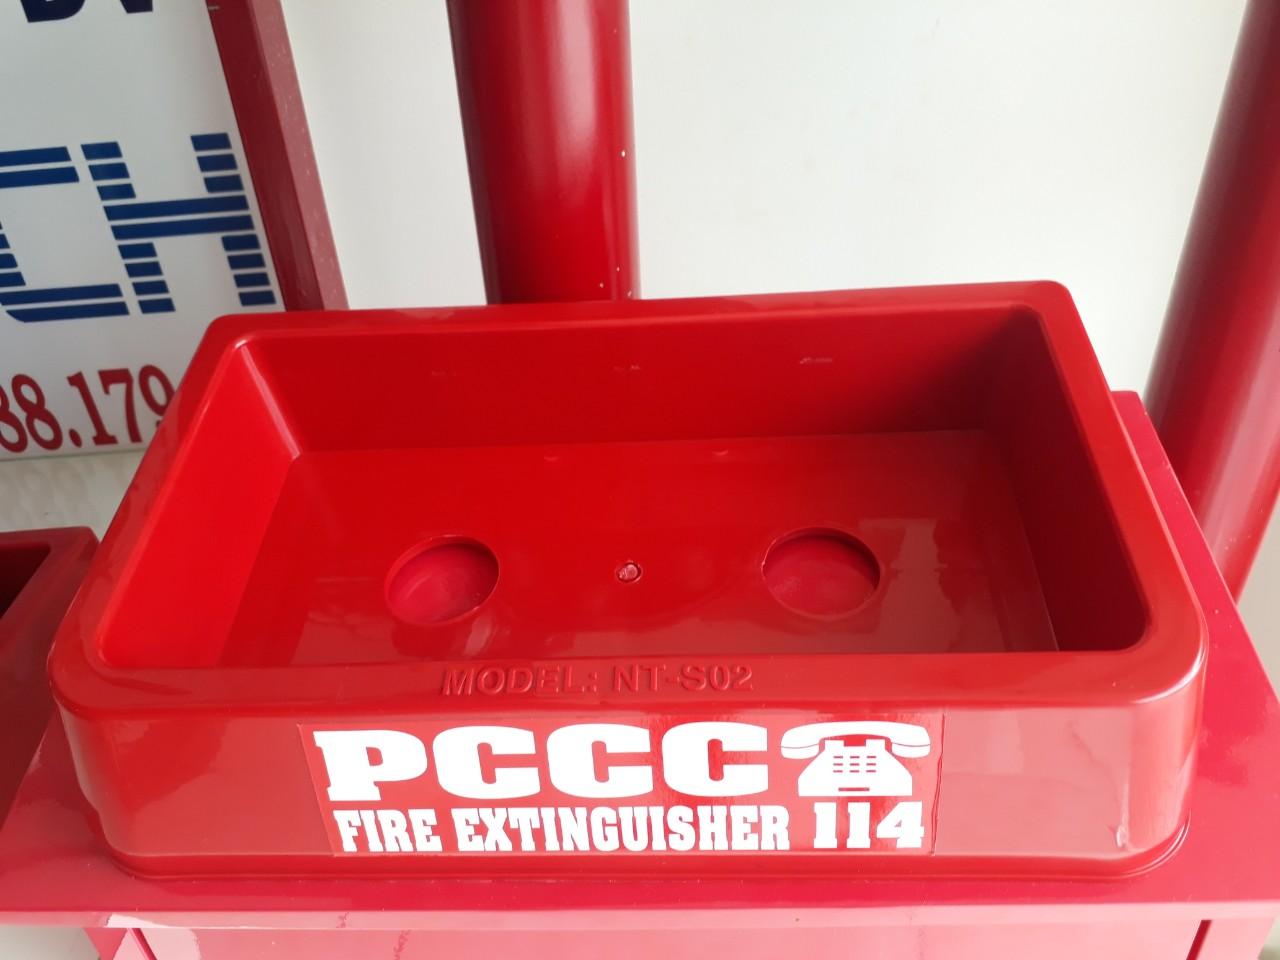 CH
88.179
MODEL: NT-S02
PCCC
FIRE EXTINGUISHER 114